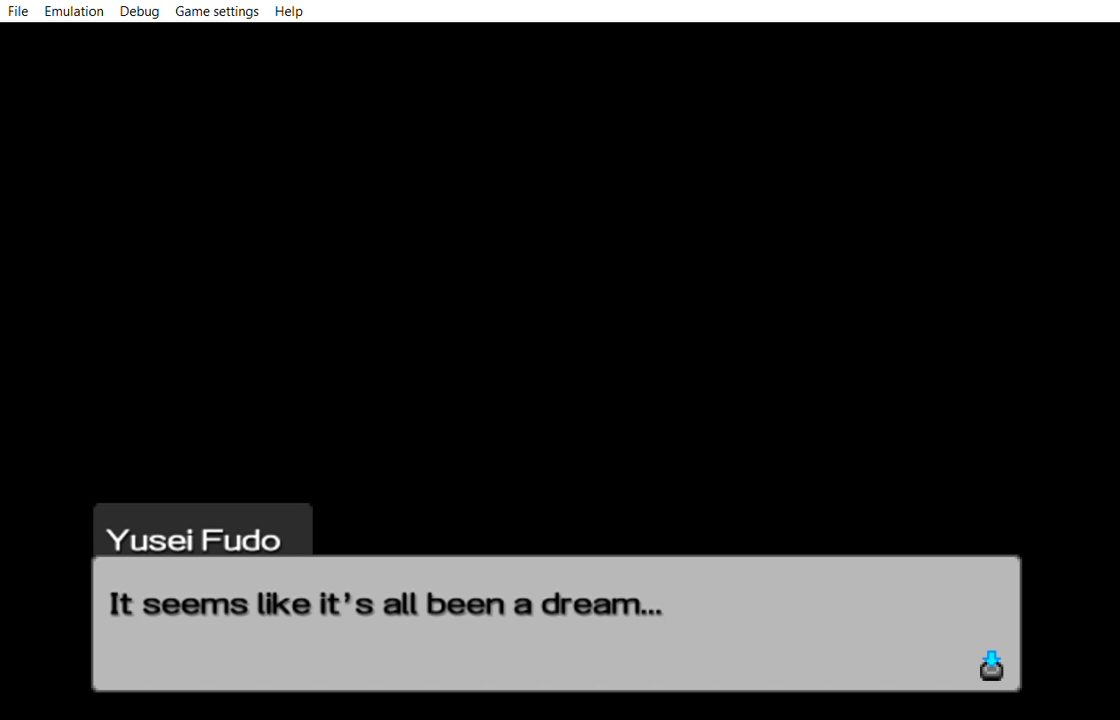 File Emulation Debug Game settings Help
Yusei Fudo
It seems like it's all been a dream...